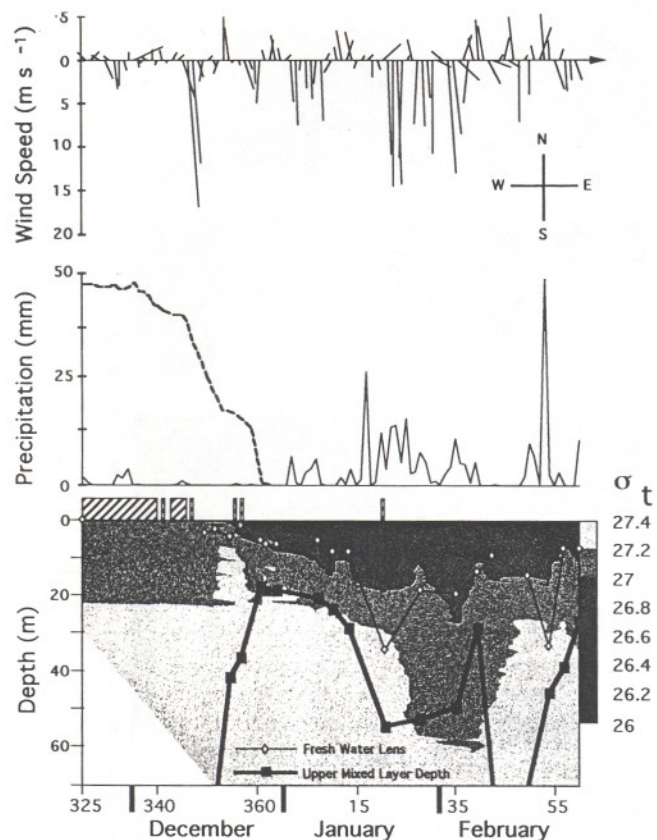 -5
0
5
10
15
20
Wind Speed (m s⁻¹)
N
W E
S
50
25
0
Precipitation (mm)
σt
0
20
40
60
Depth (m)
27.4
27.2
27
26.8
26.6
26.4
26.2
26
Fresh Water Lens
Upper Mixed Layer Depth
325 340 360 15 35 55
December January February